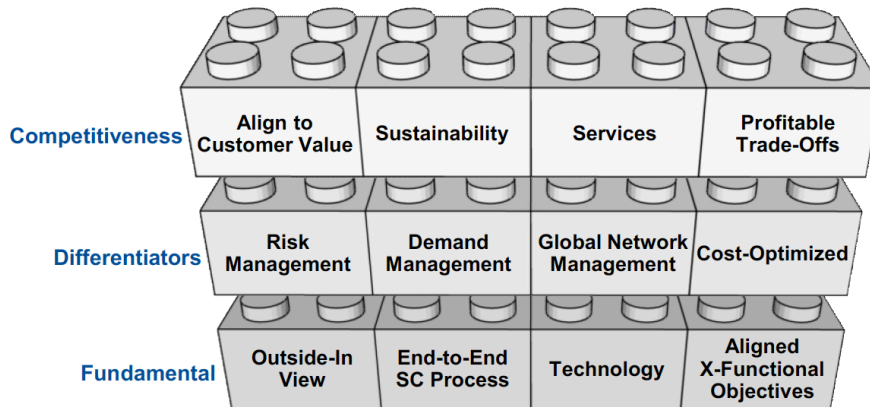 Competitiveness
Align to
Customer Value
Sustainability
Services
Profitable
Trade-Offs
Differentiators
Risk
Management
Demand
Management
Global Network
Management
Cost-Optimized
Fundamental
Outside-In
View
End-to-End
SC Process
Technology
Aligned
X-Functional
Objectives